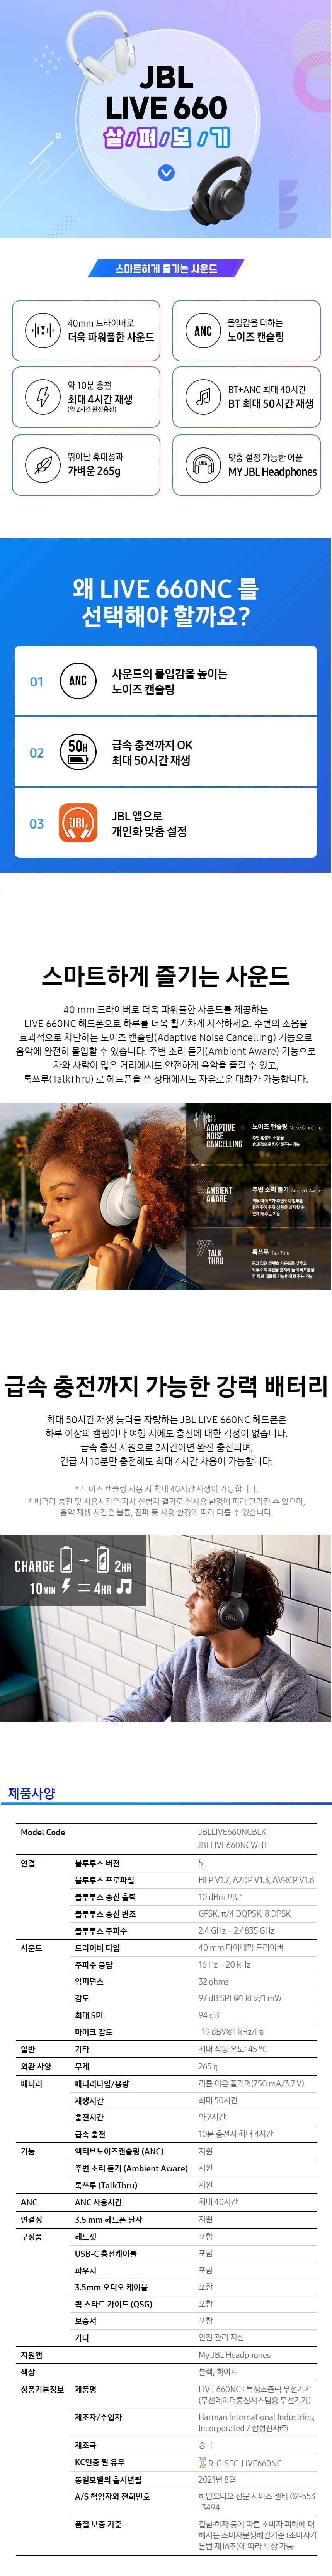 JBL
LIVE 660
살/펴/보/기
스마트하게 즐기는 사운드
40mm 드라이버로
더욱 파워풀한 사운드
ANC
몰입감을 더하는
노이즈 캔슬링
약 10분 충전
최대 4시간 재생
(약 2시간 완전충전)
BT+ANC 최대 40시간
BT 최대 50시간 재생
뛰어난 휴대성과
가벼운 265g
JBL
맞춤 설정 가능한 어플
MY JBL Headphones
왜 LIVE 660NC 를
선택해야 할까요?
01
ANC
사운드의 몰입감을 높이는
노이즈 캔슬링
02
50H
급속 충전까지 OK
최대 50시간 재생
03
JBL
JBL 앱으로
개인화 맞춤 설정
스마트하게 즐기는 사운드
40 mm 드라이버로 더욱 파워풀한 사운드를 제공하는
LIVE 660NC 헤드폰으로 하루를 더욱 활기차게 시작하세요. 주변의 소음을
효과적으로 차단하는 노이즈 캔슬링(Adaptive Noise Cancelling) 기능으로
음악에 완전히 몰입할 수 있습니다. 주변 소리 듣기(Ambient Aware) 기능으로
차와 사람이 많은 거리에서도 안전하게 음악을 즐길 수 있고,
톡쓰루(TalkThru) 로 헤드폰을 쓴 상태에서도 자유로운 대화가 가능합니다.
ADAPTIVE
NOISE
CANCELLING
노이즈 캔슬링 Noise Cancelling
주변 환경의 소음을
효과적으로 차단 해주는 기능
AMBIENT
AWARE
주변 소리 듣기 Ambient Aware
TALK
THRU
톡쓰루 Talk Thru
급속 충전까지 가능한 강력 배터리
최대 50시간 재생 능력을 자랑하는 JBL LIVE 660NC 헤드폰은
하루 이상의 캠핑이나 여행 시에도 충전에 대한 걱정이 없습니다.
급속 충전 지원으로 2시간이면 완전 충전되며,
긴급 시 10분만 충전해도 최대 4시간 사용이 가능합니다.
* 노이즈 캔슬링 사용 시 최대 40시간 재생이 가능합니다.
* 배터리 충전 및 사용시간은 자사 실험치 결과로 실사용 환경에 따라 달라질 수 있으며,
음악 재생 시간은 볼륨, 전파 등 사용 환경에 따라 다를 수 있습니다.
CHARGE → 2HR
10MIN = 4HR
JBL
제품사양
Model Code
JBLLIVE660NCBLK
JBLLIVE660NCWHT
연결 블루투스 버전 5
블루투스 프로파일 HFP V1.7, A2DP V1.3, AVRCP V1.6
블루투스 송신 출력 10 dBm 미만
블루투스 송신 변조 GFSK, π/4 DQPSK, 8 DPSK
블루투스 주파수 2.4 GHz – 2.4835 GHz
사운드 드라이버 타입 40 mm 다이내믹 드라이버
주파수 응답 16 Hz – 20 kHz
임피던스 32 ohms
감도 97 dB SPL@1 kHz/1 mW
최대 SPL 94 dB
마이크 감도 -19 dBV@1 kHz/Pa
일반 기타 최대 작동 온도: 45 °C
외관 사양 무게 265 g
배터리 배터리타입/용량 리튬 이온 폴리머(750 mA/3.7 V)
재생시간 최대 50시간
충전시간 약 2시간
급속 충전 10분 충전시 최대 4시간
기능 액티브노이즈캔슬링 (ANC) 지원
주변 소리 듣기 (Ambient Aware) 지원
톡쓰루 (TalkThru) 지원
ANC ANC 사용시간 최대 40시간
연결성 3.5 mm 헤드폰 단자 지원
구성품 헤드셋 포함
USB-C 충전케이블 포함
파우치 포함
3.5mm 오디오 케이블 포함
퀵 스타트 가이드 (QSG) 포함
보증서 포함
기타 안전 관리 지침
지원앱 My JBL Headphones
색상 블랙, 화이트
상품기본정보 제품명 LIVE 660NC : 특정소출력 무선기기
(무선데이터통신시스템용 무선기기)
제조자/수입자 Harman International Industries,
Incorporated / 삼성전자㈜
제조국 중국
KC인증 필 유무 R-C-SEC-LIVE660NC
동일모델의 출시년월 2021년 8월
A/S 책임자와 전화번호 하만오디오 전문 서비스 센터 02-553
-3494
품질 보증 기준 결함·하자 등에 따른 소비자 피해에 대
해서는 소비자분쟁해결기준 (소비자기
본법 제16조)에 따라 보상 가능